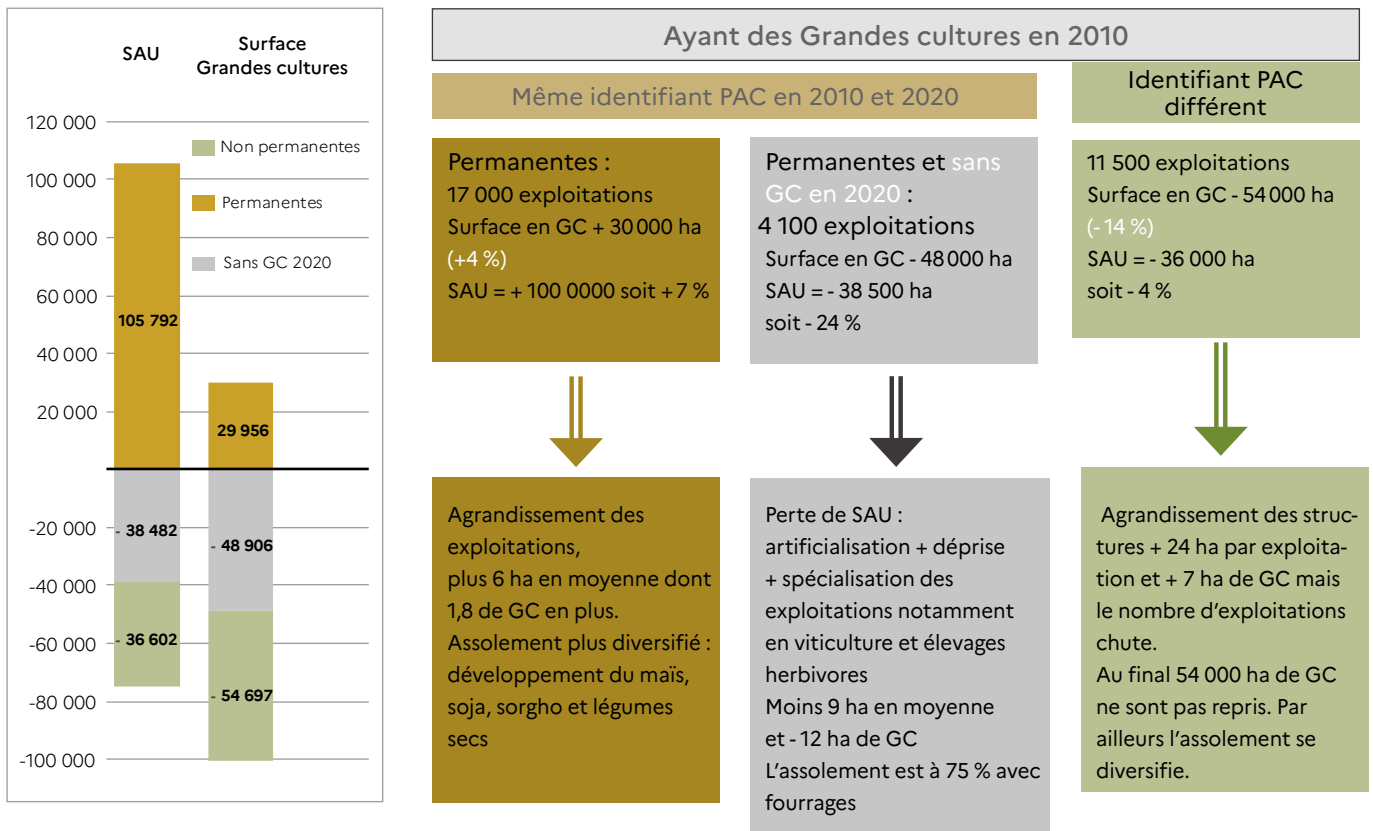 SAU
Surface
Grandes cultures
120 000
100 000
80 000
60 000
40 000
20 000
-20 000
-40 000
-60 000
-80 000
-100 000
Non permanentes
Permanentes
Sans GC 2020
105 792
29 956
- 38 482
- 48 906
- 36 602
- 54 697
Ayant des Grandes cultures en 2010
Même identifiant PAC en 2010 et 2020
Identifiant PAC
différent
Permanentes :
17 000 exploitations
Surface en GC + 30 000 ha
(+4 %)
SAU = + 100 0000 soit + 7 %
Permanentes et sans
GC en 2020 :
4 100 exploitations
Surface en GC - 48 000 ha
SAU = - 38 500 ha
soit - 24 %
11 500 exploitations
Surface en GC - 54 000 ha
(- 14 %)
SAU = - 36 000 ha
soit - 4 %
Agrandissement des
exploitations,
plus 6 ha en moyenne dont
1,8 de GC en plus.
Assolement plus diversifié :
développement du maïs,
soja, sorgho et légumes
secs
Perte de SAU :
artificialisation + déprise
+ spécialisation des
exploitations notamment
en viticulture et élevages
herbivores
Moins 9 ha en moyenne
et - 12 ha de GC
L'assolement est à 75 % avec
fourrages
Agrandissement des struc-
tures + 24 ha par exploita-
tion et + 7 ha de GC mais
le nombre d'exploitations
chute.
Au final 54 000 ha de GC
ne sont pas repris. Par
ailleurs l'assolement se
diversifie.